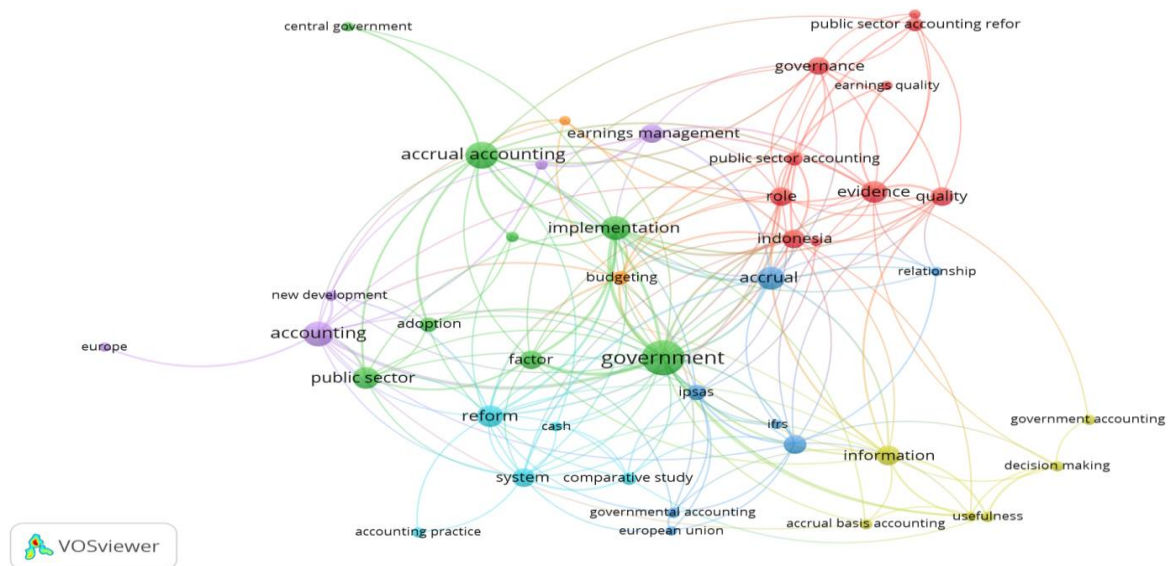 central government
public sector accounting refor
governance
earnings quality
earnings management
accrual accounting
public sector accounting
role
evidence
quality
implementation
indonesia
budgeting
accrual
relationship
new development
accounting
adoption
europe
factor
government
public sector
ipsas
reform
cash
ifrs
government accounting
information
decision making
system
comparative study
governmental accounting
accrual basis accounting
usefulness
accounting practice
european union
VOSviewer